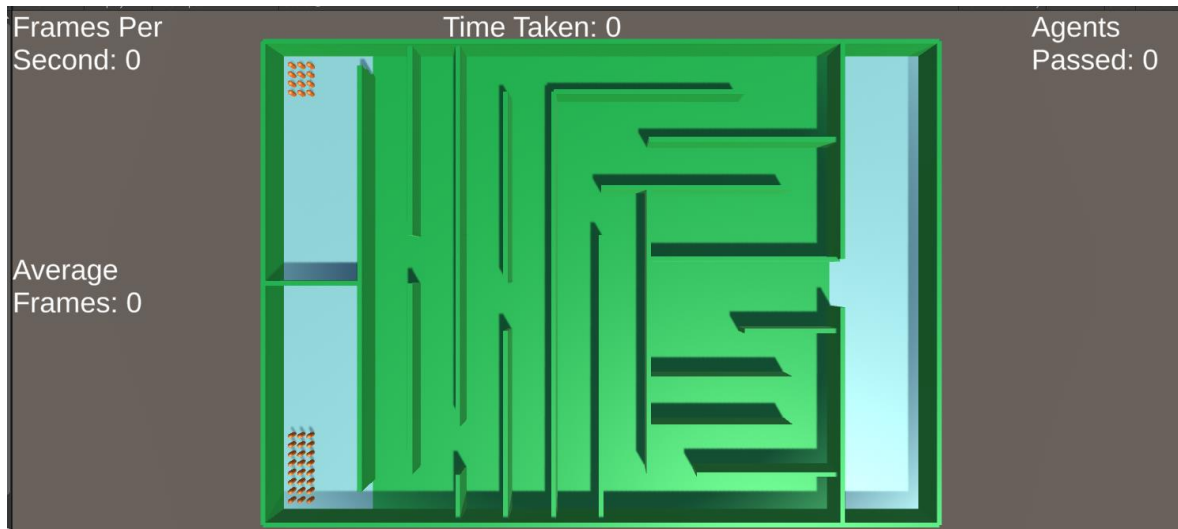 Frames Per
Second: 0
Time Taken: 0
Agents
Passed: 0
Average
Frames: 0